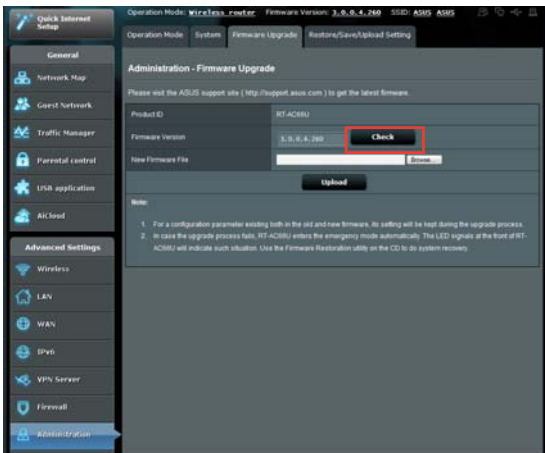 Quick Internet Setup
Operation Mode: Wireless router Firmware Version: 3.0.0.4.260 SSID: ASUS ASUS
Operation Mode System Firmware Upgrade Restore/Save/Upload Setting
General
Network Map
Guest Network
Traffic Manager
Parental control
USB application
AiCloud
Advanced Settings
Wireless
LAN
WAN
IPv6
VPN Server
Firewall
Administration
Administration - Firmware Upgrade
Please visit the ASUS support site ( http://support.asus.com ) to get the latest firmware.
Product ID RT-AC66U
Firmware Version 3.0.0.4.260 Check
New Firmware File Browse...
Upload
Note:
1. For a configuration parameter existing both in the old and new firmware, its setting will be kept during the upgrade process.
2. In case the upgrade process fails, RT-AC66U enters the emergency mode automatically. The LED signals at the front of RT-
AC66U will indicate such situation. Use the Firmware Restoration utility on the CD to do system recovery.